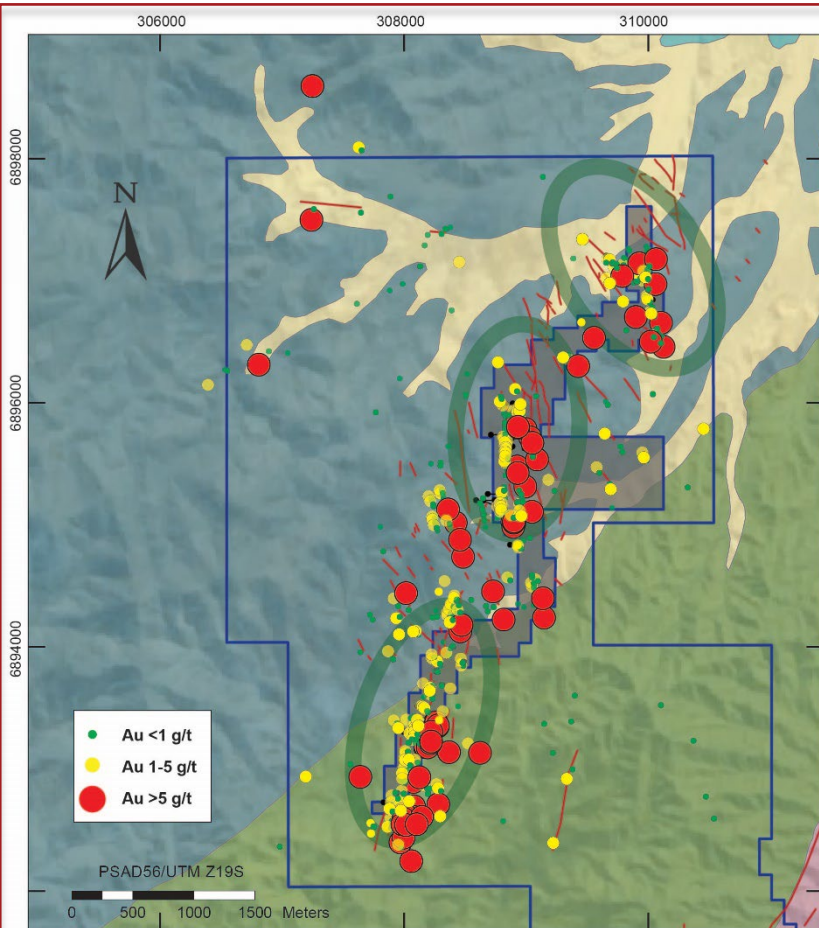 306000 308000 310000
6898000
N
6896000
6894000
Au <1 g/t
Au 1-5 g/t
Au >5 g/t
PSAD56/UTM Z19S
0 500 1000 1500 Meters